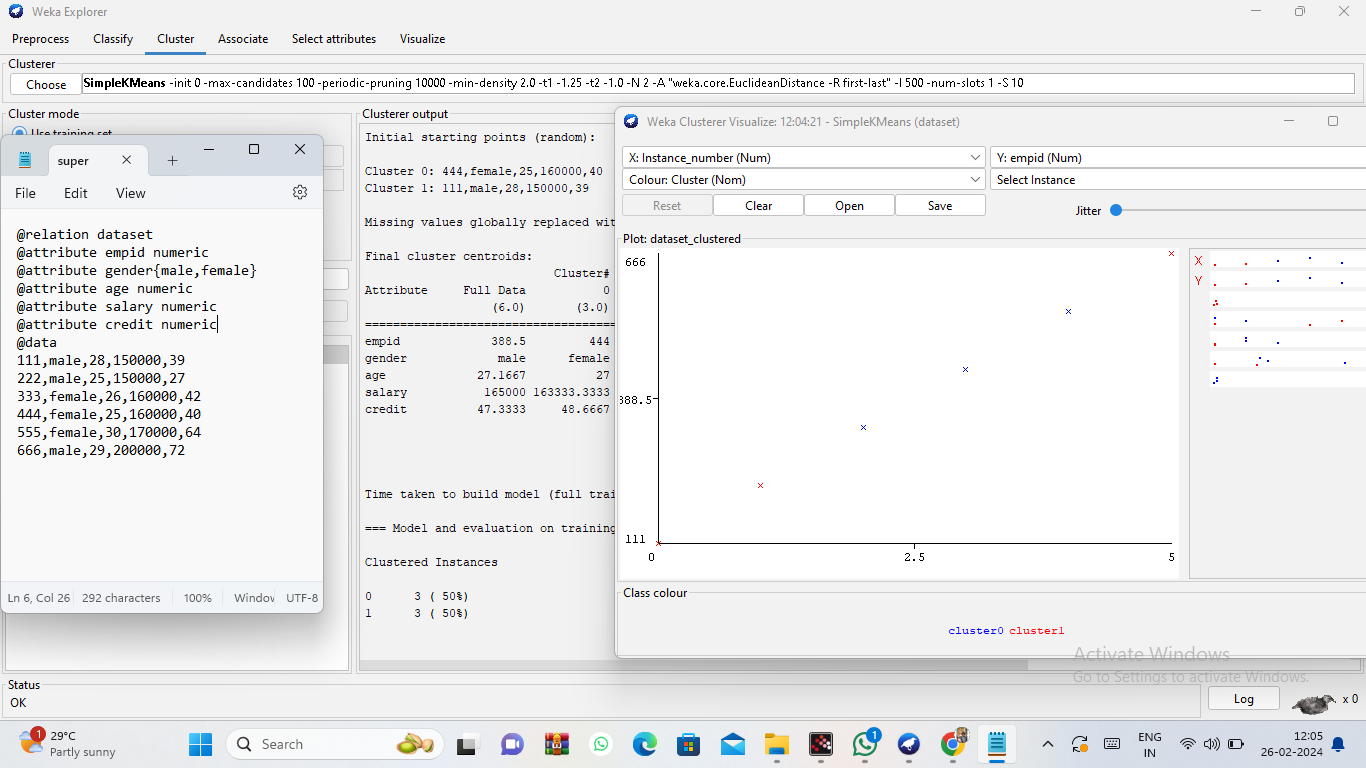 Weka Explorer
Preprocess Classify Cluster Associate Select attributes Visualize
Clusterer
Choose SimpleKMeans -init 0 -max-candidates 100 -periodic-pruning 10000 -min-density 2.0 -t1 -1.25 -t2 -1.0 -N 2 -A "weka.core.EuclideanDistance -R first-last" -I 500 -num-slots 1 -S 10
Cluster mode
Use training set
super
File Edit View
@relation dataset
@attribute empid numeric
@attribute gender{male,female}
@attribute age numeric
@attribute salary numeric
@attribute credit numeric
@data
111,male,28,150000,39
222,male,25,150000,27
333,female,26,160000,42
444,female,25,160000,40
555,female,30,170000,64
666,male,29,200000,72
Ln 6, Col 26 292 characters 100% Window UTF-8
Clusterer output
Initial starting points (random):
Cluster 0: 444,female,25,160000,40
Cluster 1: 111,male,28,150000,39
Missing values globally replaced wit
Final cluster centroids:
Cluster#
Attribute Full Data 0
(6.0) (3.0)
=====================================
empid 388.5 444
gender male female
age 27.1667 27
salary 165000 163333.3333
credit 47.3333 48.6667
Time taken to build model (full trai
=== Model and evaluation on training
Clustered Instances
0 3 ( 50%)
1 3 ( 50%)
Weka Clusterer Visualize: 12:04:21 - SimpleKMeans (dataset)
X: Instance_number (Num) Y: empid (Num)
Colour: Cluster (Nom) Select Instance
Reset Clear Open Save
Jitter
Plot: dataset_clustered
666
388.5
111
0 2.5 5
X
Y
Class colour
cluster0 cluster1
Activate Windows
Go to Settings to activate Windows.
Status
OK
Log x 0
1
29°C
Partly sunny
Search
1
ENG
IN
12:05
26-02-2024